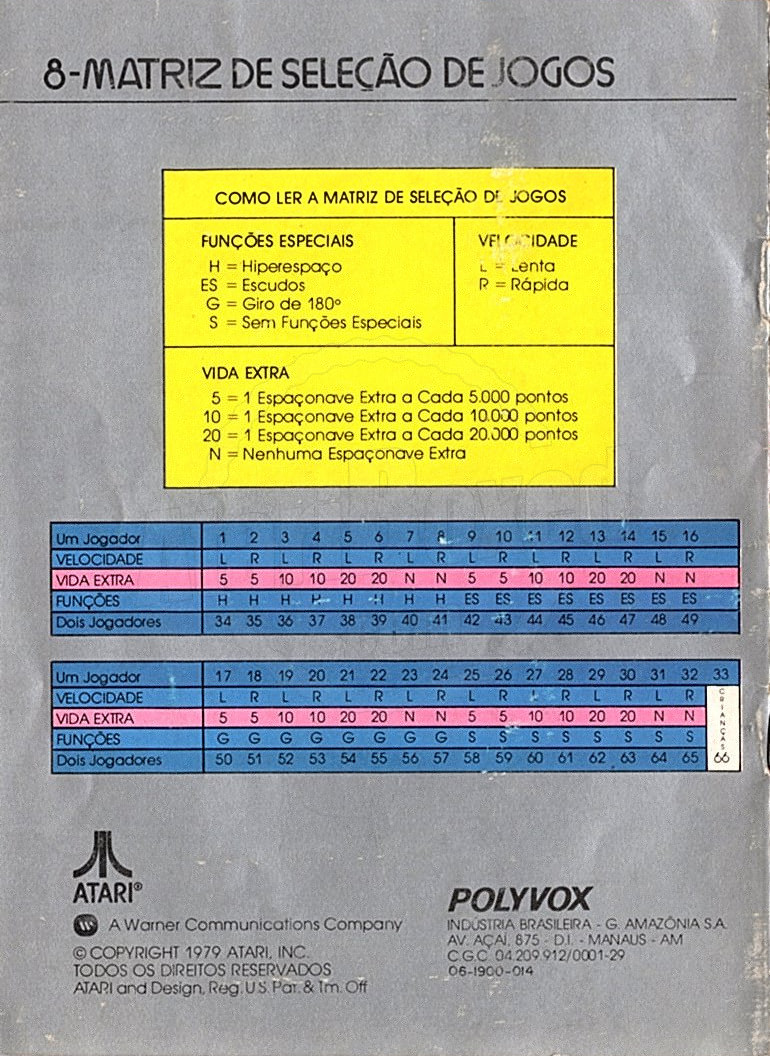 8-MATRIZ DE SELEÇÃO DE JOGOS
COMO LER A MATRIZ DE SELEÇÃO DE JOGOS
FUNÇÕES ESPECIAIS
H = Hiperespaço
ES = Escudos
G = Giro de 180º
S = Sem Funções Especiais
VELOCIDADE
L = Lenta
R = Rápida
VIDA EXTRA
5 = 1 Espaçonave Extra a Cada 5.000 pontos
10 = 1 Espaçonave Extra a Cada 10.000 pontos
20 = 1 Espaçonave Extra a Cada 20.000 pontos
N = Nenhuma Espaçonave Extra
Um Jogador 1 2 3 4 5 6 7 8 9 10 11 12 13 14 15 16
VELOCIDADE L R L R L R L R L R L R L R L R
VIDA EXTRA 5 5 10 10 20 20 N N 5 5 10 10 20 20 N N
FUNÇÕES H H H H H H H H ES ES ES ES ES ES ES ES
Dois Jogadores 34 35 36 37 38 39 40 41 42 43 44 45 46 47 48 49
Um Jogador 17 18 19 20 21 22 23 24 25 26 27 28 29 30 31 32 33
VELOCIDADE L R L R L R L R L R L R L R L R
VIDA EXTRA 5 5 10 10 20 20 N N 5 5 10 10 20 20 N N
FUNÇÕES G G G G G G G G S S S S S S S S
Dois Jogadores 50 51 52 53 54 55 56 57 58 59 60 61 62 63 64 65 66
CRIANÇAS
ATARI®
A Warner Communications Company
© COPYRIGHT 1979 ATARI, INC.
TODOS OS DIREITOS RESERVADOS
ATARI and Design, Reg. U.S. Pat. & Tm. Off
POLYVOX
INDÚSTRIA BRASILEIRA - G. AMAZÔNIA S.A.
AV. AÇAÍ, 875 - D.I. - MANAUS - AM
C.G.C. 04.209.912/0001-29
06-1900-014